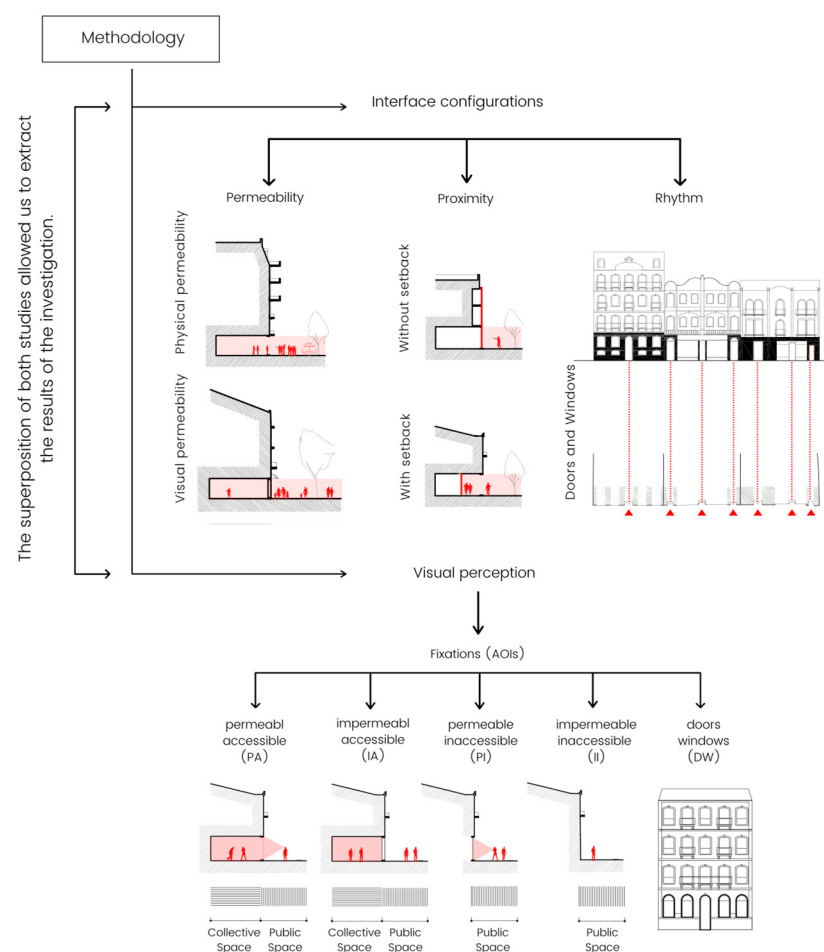 Methodology
The superposition of both studies allowed us to extract
the results of the investigation.
Interface configurations
Permeability
Proximity
Rhythm
Physical permeability
Visual permeability
Without setback
With setback
Doors and Windows
Visual perception
Fixations (AOIs)
permeabl
accessible
(PA)
impermeabl
accessible
(IA)
permeable
inaccessible
(PI)
impermeable
inaccessible
(II)
doors
windows
(DW)
Collective
Space
Public
Space
Collective
Space
Public
Space
Public
Space
Public
Space